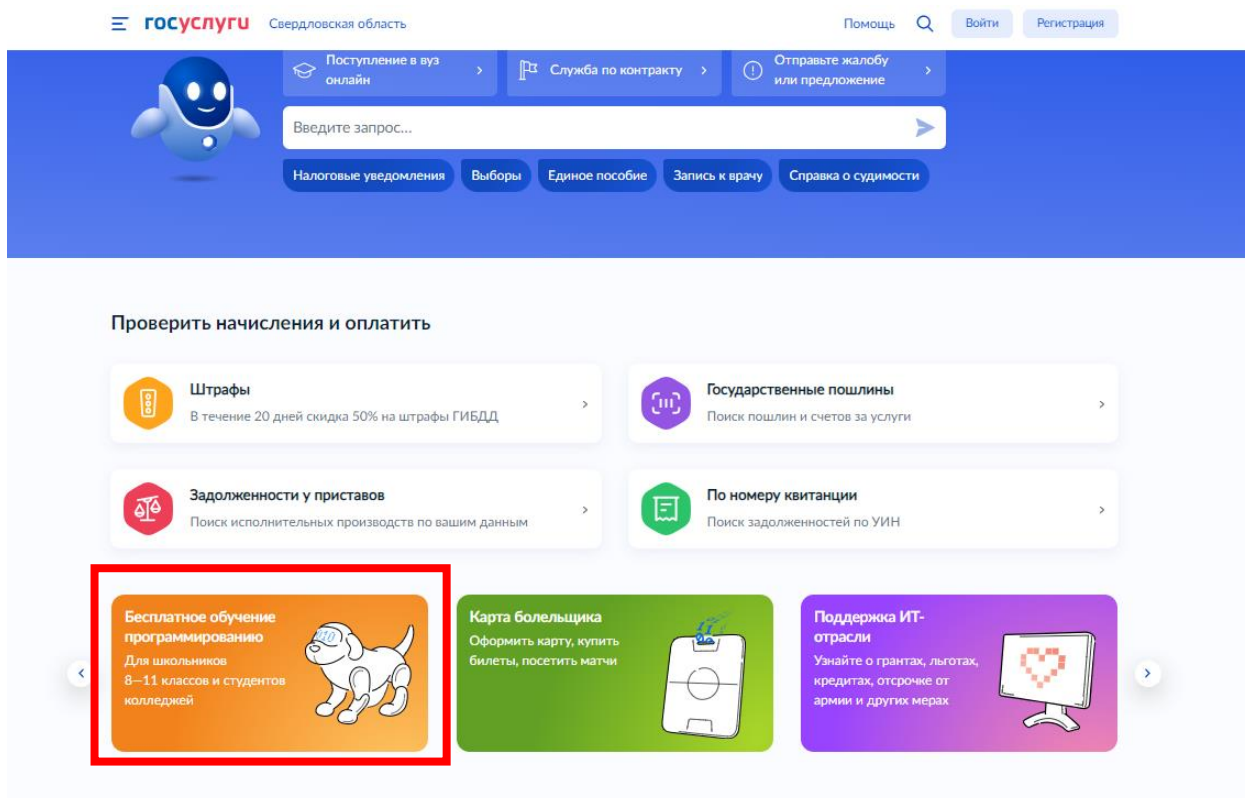 госуслуги
Свердловская область
Помощь
Войти
Регистрация
Поступление в вуз
онлайн
Служба по контракту
Отправьте жалобу
или предложение
Введите запрос...
Налоговые уведомления
Выборы
Единое пособие
Запись к врачу
Справка о судимости
Проверить начисления и оплатить
Штрафы
В течение 20 дней скидка 50% на штрафы ГИБДД
Государственные пошлины
Поиск пошлин и счетов за услуги
Задолженности у приставов
Поиск исполнительных производств по вашим данным
По номеру квитанции
Поиск задолженностей по УИН
Бесплатное обучение
программированию
Для школьников
8—11 классов и студентов
колледжей
Карта болельщика
Оформить карту, купить
билеты, посетить матчи
Поддержка ИТ-
отрасли
Узнайте о грантах, льготах,
кредитах, отсрочке от
армии и других мерах